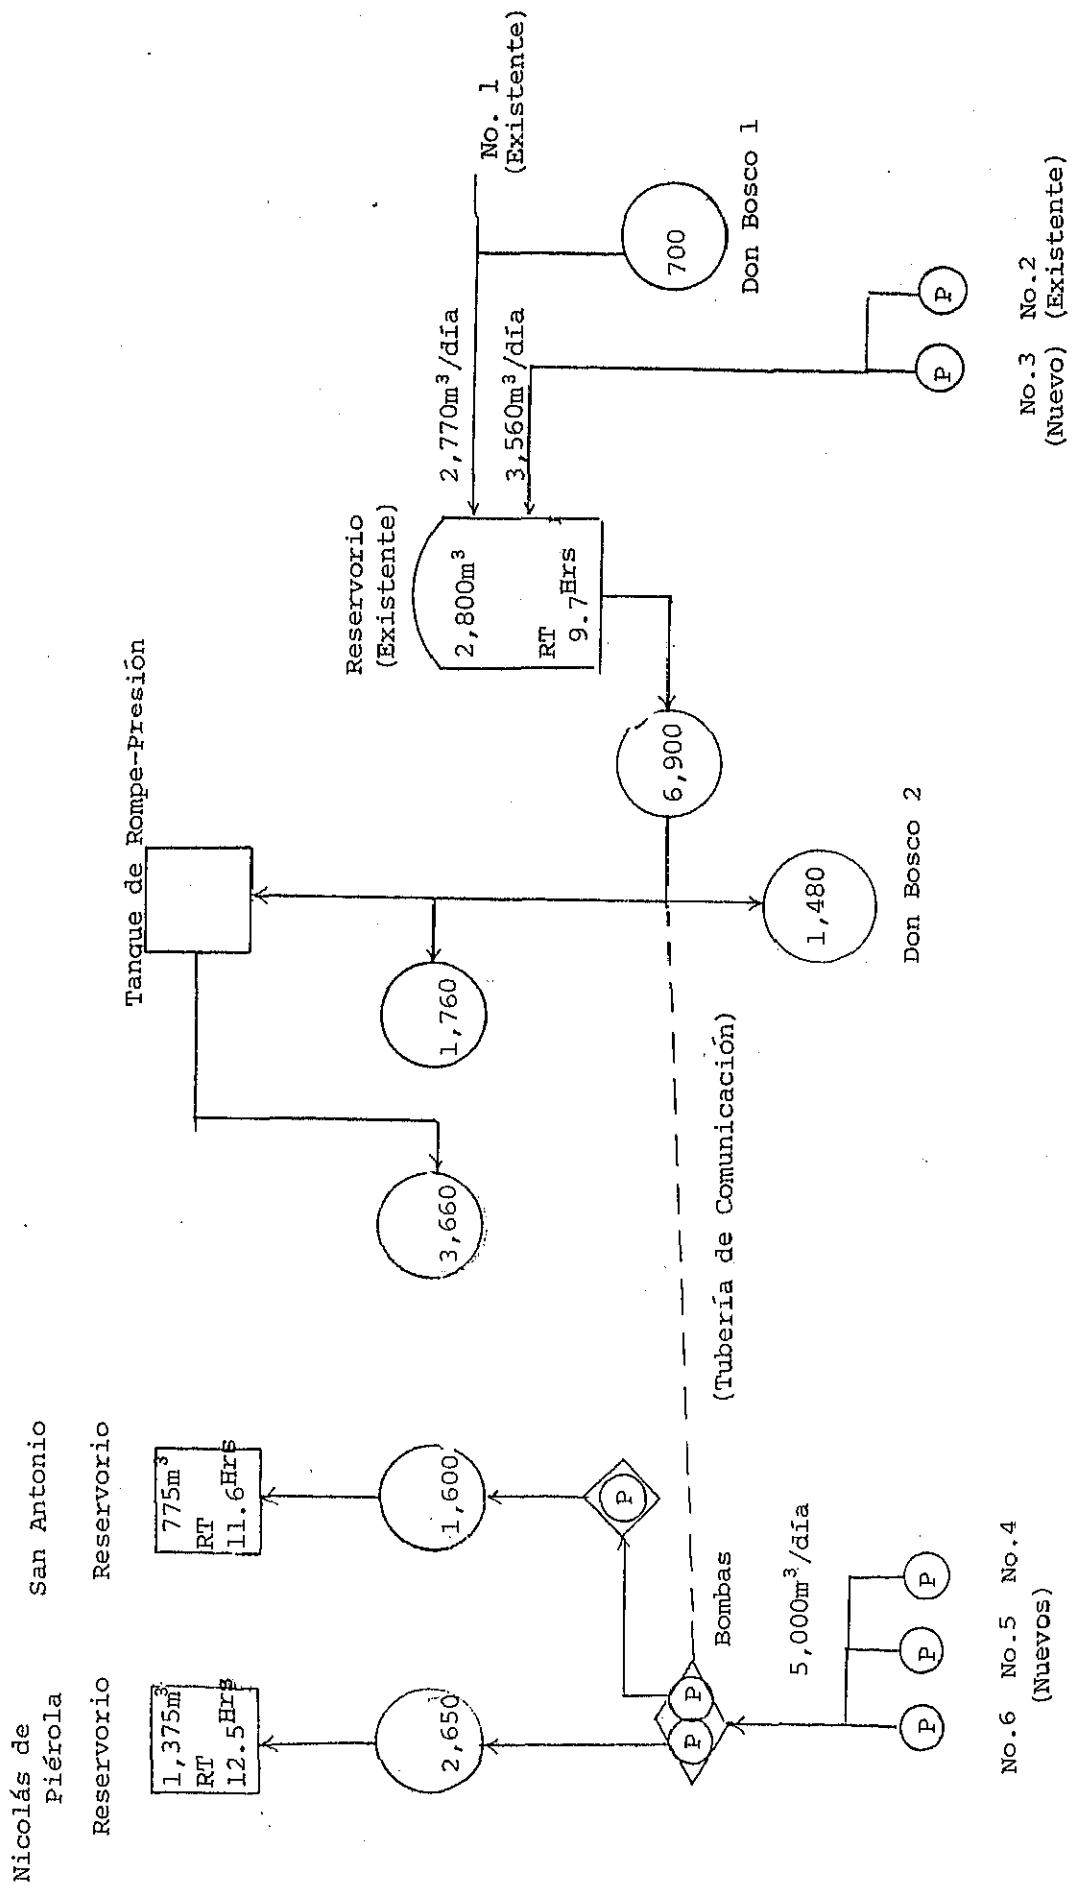 Nicolás de
Piérola
Reservorio
1,375m³
RT
12.5Hrs
2,650
P
P
Bombas
5,000m³/día
P
P
P
No.6 No.5 No.4
(Nuevos)
San Antonio
Reservorio
775m³
RT
11.6Hrs
1,600
P
(Tubería de Comunicación)
Tanque de Rompe-Presión
3,660
1,760
6,900
1,480
Don Bosco 2
Reservorio
(Existente)
2,800m³
RT
9.7Hrs
2,770m³/día
3,560m³/día
No. 1
(Existente)
700
Don Bosco 1
P
P
No.3 No.2
(Nuevo) (Existente)